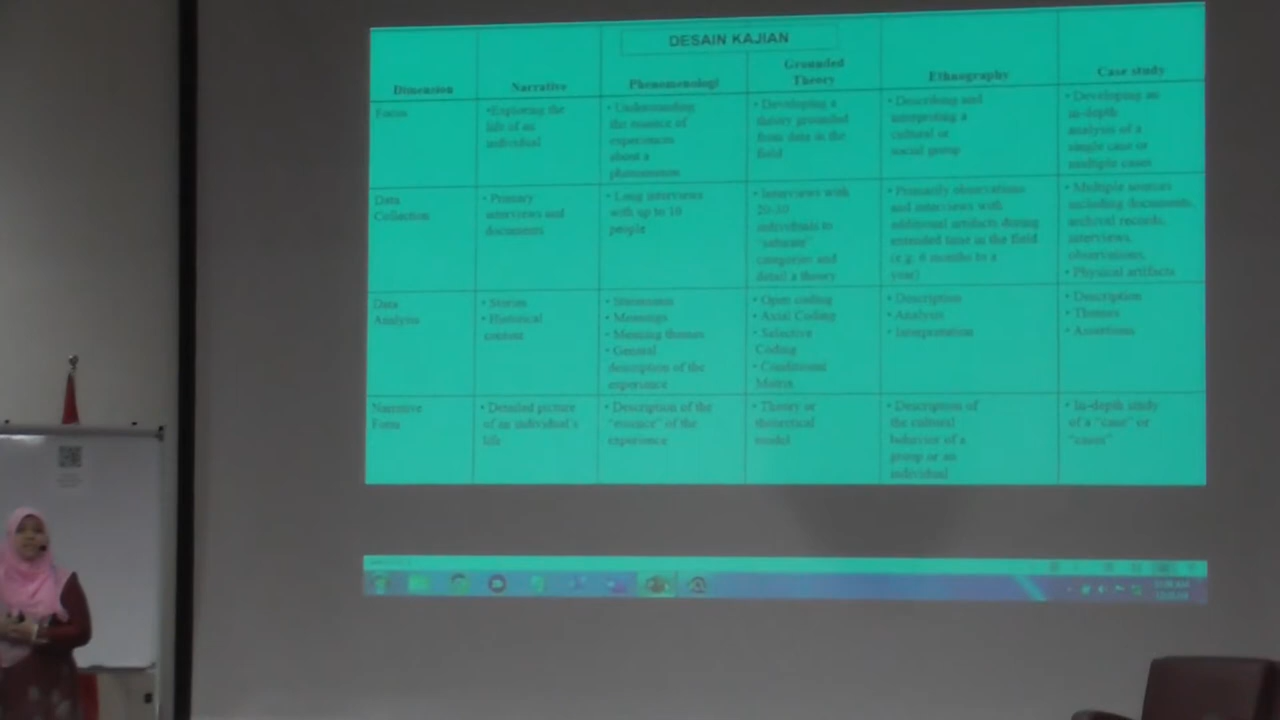 DESAIN KAJIAN
Dimension
Narrative
Phenomenologi
Grounded
Theory
Ethnography
Case study
Focus
•Exploring the
life of an
individual
• Understanding
the essence of
experiences
about a
phenomenon
• Developing a
theory grounded
from data in the
field
• Describing and
interpreting a
cultural or
social group
• Developing an
in-depth
analysis of a
single case or
multiple cases
Data
Collection
• Primary
interviews and
documents
• Long interviews
with up to 10
people
• Interviews with
20-30
individuals to
"saturate"
categories and
detail a theory
• Primarily observations
and interviews with
additional artifacts during
extended time in the field
(e.g. 6 months to a
year)
• Multiple sources
including documents,
archival records,
interviews,
observations,
• Physical artifacts
Data
Analysis
• Stories
• Historical
content
• Statements
• Meanings
• Meaning themes
• General
description of the
experience
• Open coding
• Axial Coding
• Selective
Coding
• Conditional
Matrix
• Description
• Analysis
• Interpretation
• Description
• Themes
• Assertions
Narrative
Form
• Detailed picture
of an individual's
life
• Description of the
"essence" of the
experience
• Theory or
theoretical
model
• Description of
the cultural
behavior of a
group or an
individual
• In-depth study
of a "case" or
"cases"